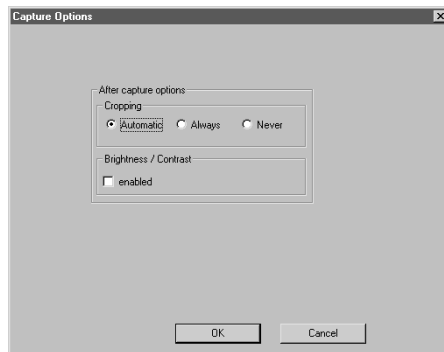 Capture Options
After capture options
Cropping
Automatic Always Never
Brightness / Contrast
enabled
OK Cancel